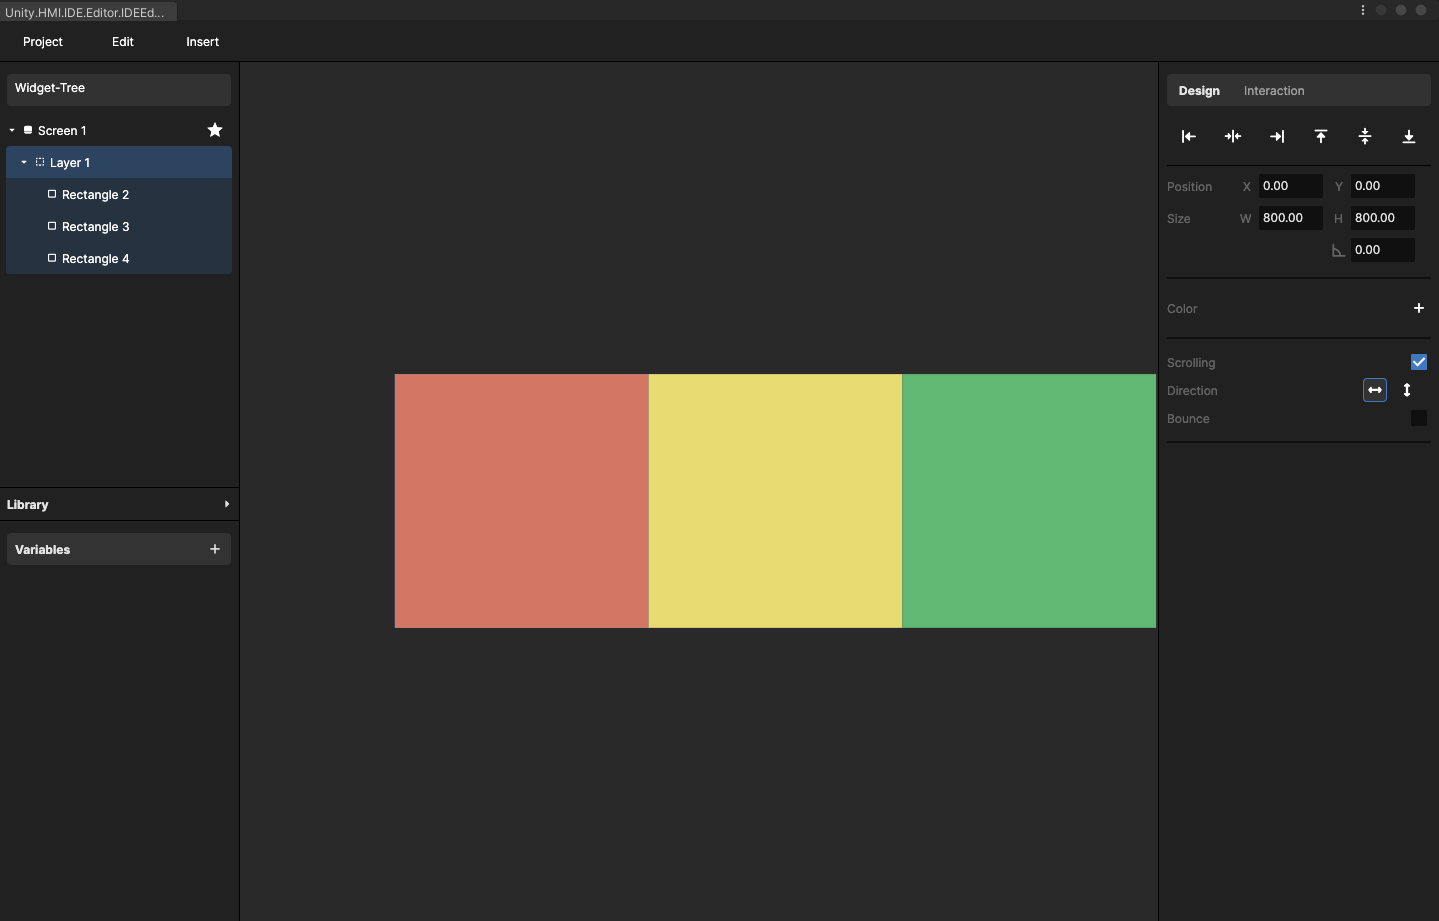 Unity.HMI.IDE.Editor.IDEEd...
Project Edit Insert
Widget-Tree
Screen 1
Layer 1
Rectangle 2
Rectangle 3
Rectangle 4
Library
Variables
Design Interaction
Position X 0.00 Y 0.00
Size W 800.00 H 800.00
0.00
Color
Scrolling
Direction
Bounce